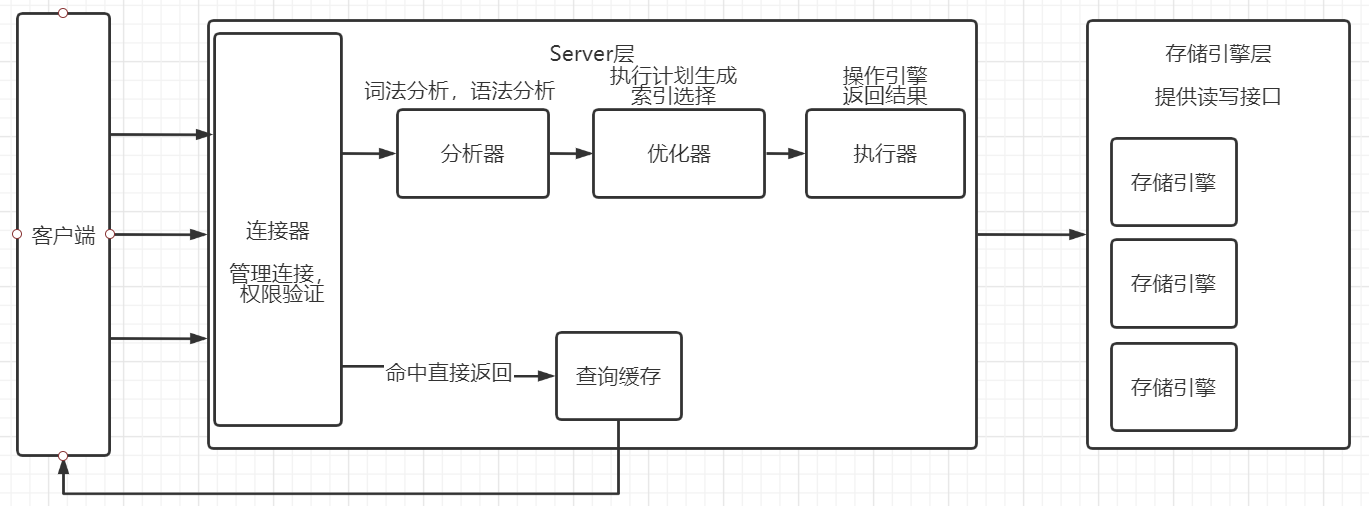 客户端
Server层
连接器
管理连接，
权限验证
词法分析，语法分析
分析器
执行计划生成
索引选择
优化器
操作引擎
返回结果
执行器
命中直接返回
查询缓存
存储引擎层
提供读写接口
存储引擎
存储引擎
存储引擎